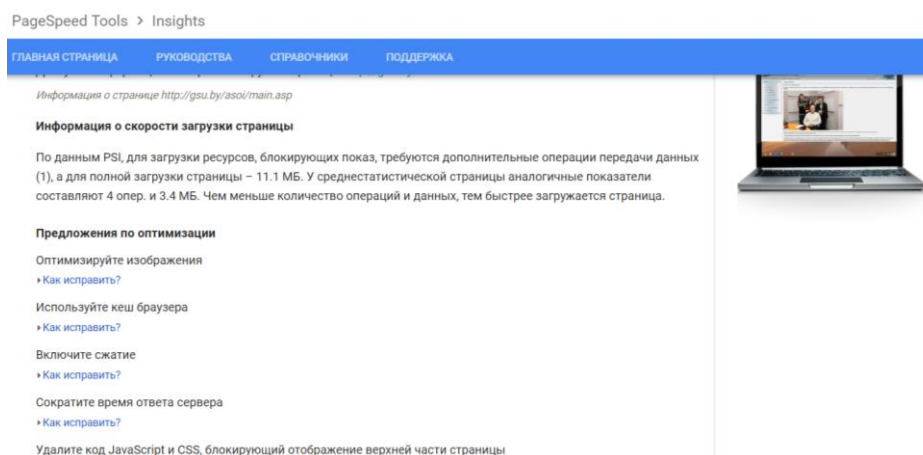 PageSpeed Tools > Insights
ГЛАВНАЯ СТРАНИЦА РУКОВОДСТВА СПРАВОЧНИКИ ПОДДЕРЖКА
Информация о странице http://gsu.by/asoi/main.asp
Информация о скорости загрузки страницы
По данным PSI, для загрузки ресурсов, блокирующих показ, требуются дополнительные операции передачи данных
(1), а для полной загрузки страницы – 11.1 МБ. У среднестатистической страницы аналогичные показатели
составляют 4 опер. и 3.4 МБ. Чем меньше количество операций и данных, тем быстрее загружается страница.
Предложения по оптимизации
Оптимизируйте изображения
Как исправить?
Используйте кеш браузера
Как исправить?
Включите сжатие
Как исправить?
Сократите время ответа сервера
Как исправить?
Удалите код JavaScript и CSS, блокирующий отображение верхней части страницы